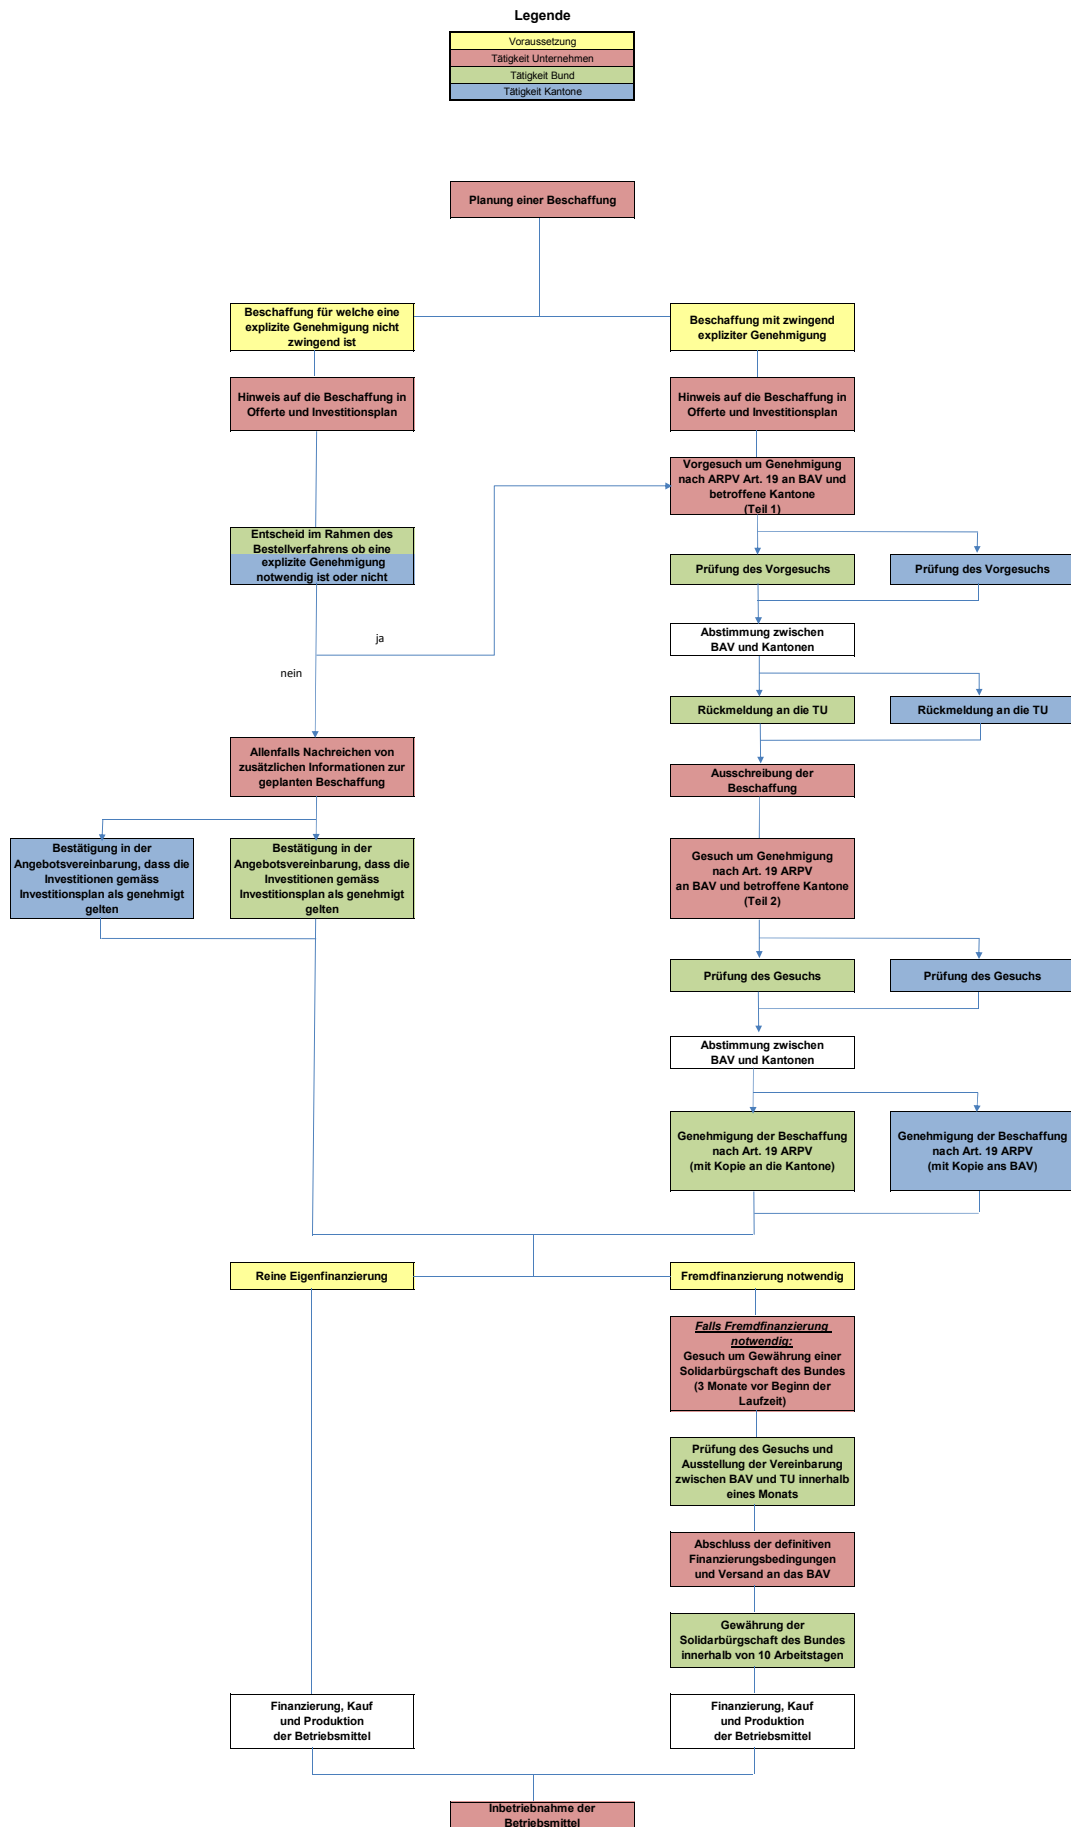 Legende
Voraussetzung
Tätigkeit Unternehmen
Tätigkeit Bund
Tätigkeit Kantone
Planung einer Beschaffung
Beschaffung für welche eine
explizite Genehmigung nicht
zwingend ist
Beschaffung mit zwingend
expliziter Genehmigung
Hinweis auf die Beschaffung in
Offerte und Investitionsplan
Hinweis auf die Beschaffung in
Offerte und Investitionsplan
Vorgesuch um Genehmigung
nach ARPV Art. 19 an BAV und
betroffene Kantone
(Teil 1)
Entscheid im Rahmen des
Bestellverfahrens ob eine
explizite Genehmigung
notwendig ist oder nicht
Prüfung des Vorgesuchs
Prüfung des Vorgesuchs
ja
Abstimmung zwischen
BAV und Kantonen
nein
Rückmeldung an die TU
Rückmeldung an die TU
Allenfalls Nachreichen von
zusätzlichen Informationen zur
geplanten Beschaffung
Ausschreibung der
Beschaffung
Bestätigung in der
Angebotsvereinbarung, dass die
Investitionen gemäss
Investitionsplan als genehmigt
gelten
Bestätigung in der
Angebotsvereinbarung, dass die
Investitionen gemäss
Investitionsplan als genehmigt
gelten
Gesuch um Genehmigung
nach Art. 19 ARPV
an BAV und betroffene Kantone
(Teil 2)
Prüfung des Gesuchs
Prüfung des Gesuchs
Abstimmung zwischen
BAV und Kantonen
Genehmigung der Beschaffung
nach Art. 19 ARPV
(mit Kopie an die Kantone)
Genehmigung der Beschaffung
nach Art. 19 ARPV
(mit Kopie ans BAV)
Reine Eigenfinanzierung
Fremdfinanzierung notwendig
Falls Fremdfinanzierung
notwendig:
Gesuch um Gewährung einer
Solidarbürgschaft des Bundes
(3 Monate vor Beginn der
Laufzeit)
Prüfung des Gesuchs und
Ausstellung der Vereinbarung
zwischen BAV und TU innerhalb
eines Monats
Abschluss der definitiven
Finanzierungsbedingungen
und Versand an das BAV
Gewährung der
Solidarbürgschaft des Bundes
innerhalb von 10 Arbeitstagen
Finanzierung, Kauf
und Produktion
der Betriebsmittel
Finanzierung, Kauf
und Produktion
der Betriebsmittel
Inbetriebnahme der
Betriebsmittel